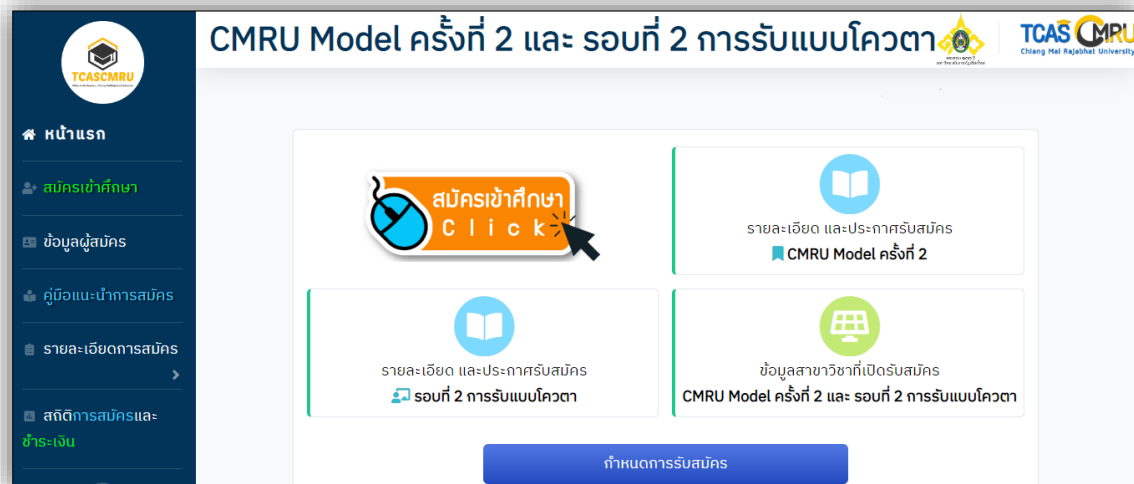 CMRU Model ครั้งที่ 2 และ รอบที่ 2 การรับแบบโควตา
TCAS CMRU
Chiang Mai Rajabhat University
TCASCMRU
หน้าแรก
สมัครเข้าศึกษา
ข้อมูลผู้สมัคร
คู่มือแนะนำการสมัคร
รายละเอียดการสมัคร
สถิติการสมัครและ
ชำระเงิน
สมัครเข้าศึกษา
Click
รายละเอียด และประกาศรับสมัคร
CMRU Model ครั้งที่ 2
รายละเอียด และประกาศรับสมัคร
รอบที่ 2 การรับแบบโควตา
ข้อมูลสาขาวิชาที่เปิดรับสมัคร
CMRU Model ครั้งที่ 2 และ รอบที่ 2 การรับแบบโควตา
กำหนดการรับสมัคร